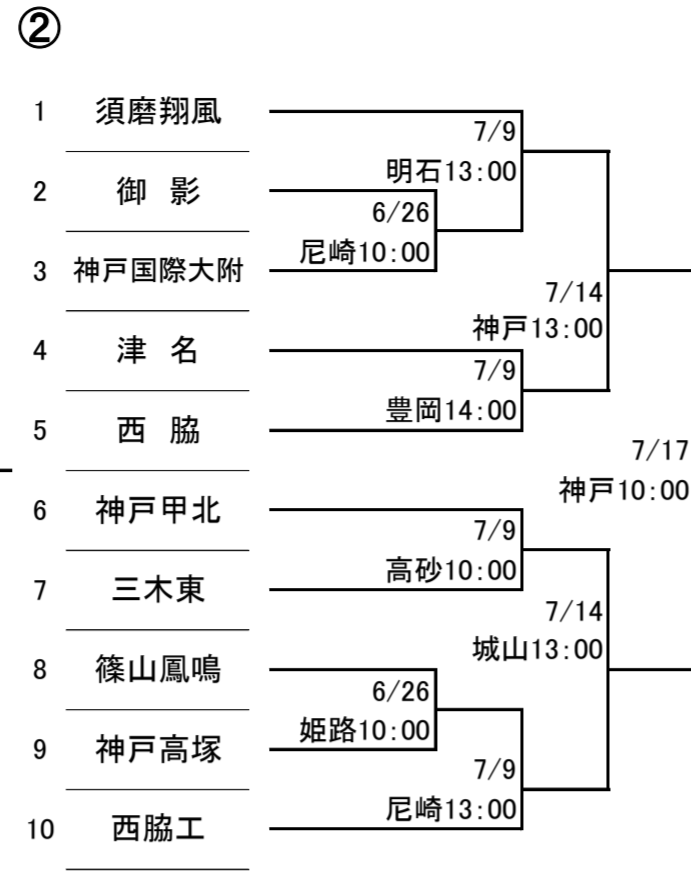 ②
1 須磨翔風
7/9
明石13:00
2 御 影
6/26
尼崎10:00
3 神戸国際大附
7/14
神戸13:00
4 津 名
7/9
豊岡14:00
5 西 脇
7/17
神戸10:00
6 神戸甲北
7/9
高砂10:00
7 三木東
7/14
城山13:00
8 篠山鳳鳴
6/26
姫路10:00
9 神戸高塚
7/9
尼崎13:00
10 西脇工